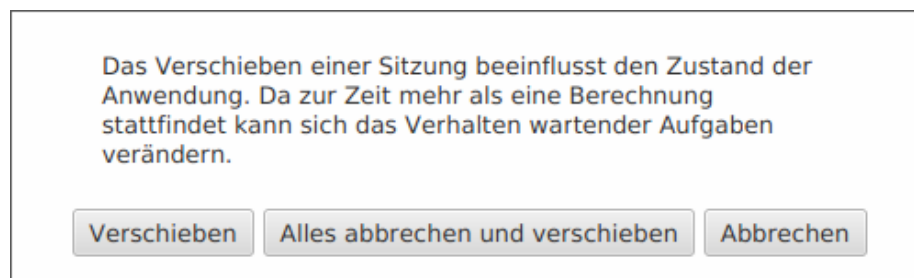 Das Verschieben einer Sitzung beeinflusst den Zustand der
Anwendung. Da zur Zeit mehr als eine Berechnung
stattfindet kann sich das Verhalten wartender Aufgaben
verändern.
Verschieben Alles abbrechen und verschieben Abbrechen